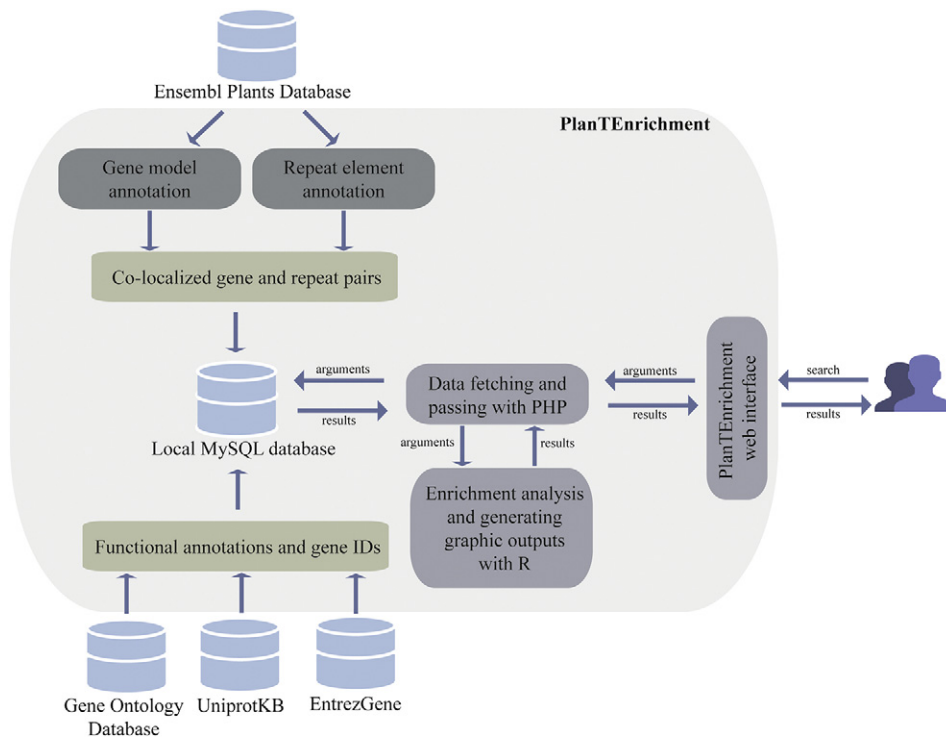 Ensembl Plants Database
PlanTEnrichment
Gene model
annotation
Repeat element
annotation
Co-localized gene and repeat pairs
Local MySQL database
arguments
results
Data fetching and
passing with PHP
arguments
results
arguments
results
Enrichment analysis
and generating
graphic outputs
with R
PlanTEnrichment
web interface
search
results
Functional annotations and gene IDs
Gene Ontology
Database
UniprotKB
EntrezGene